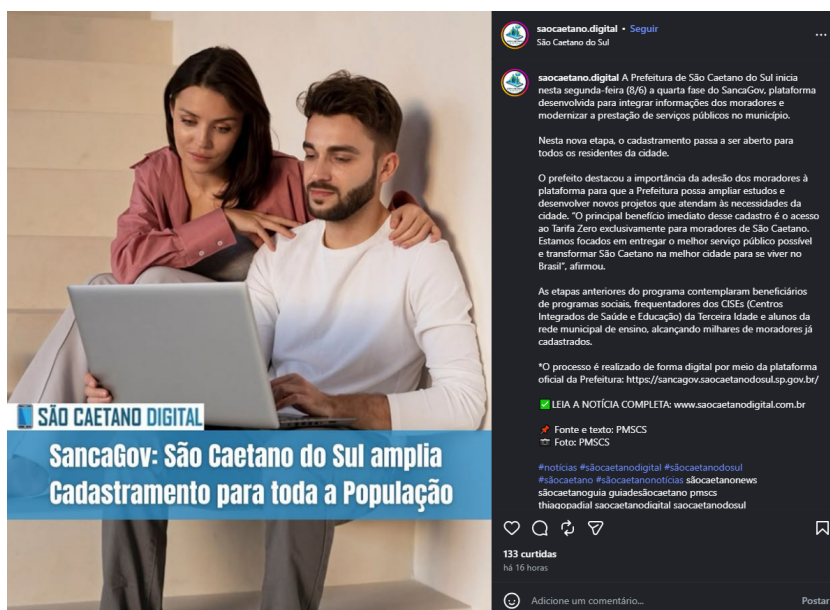 SÃO CAETANO DIGITAL
SancaGov: São Caetano do Sul amplia
Cadastramento para toda a População
saocaetano.digital • Seguir
São Caetano do Sul
saocaetano.digital A Prefeitura de São Caetano do Sul inicia
nesta segunda-feira (8/6) a quarta fase do SancaGov, plataforma
desenvolvida para integrar informações dos moradores e
modernizar a prestação de serviços públicos no município.
Nesta nova etapa, o cadastramento passa a ser aberto para
todos os residentes da cidade.
O prefeito destacou a importância da adesão dos moradores à
plataforma para que a Prefeitura possa ampliar estudos e
desenvolver novos projetos que atendam às necessidades da
cidade. "O principal benefício imediato desse cadastro é o acesso
ao Tarifa Zero exclusivamente para moradores de São Caetano.
Estamos focados em entregar o melhor serviço público possível
e transformar São Caetano na melhor cidade para se viver no
Brasil", afirmou.
As etapas anteriores do programa contemplaram beneficiários
de programas sociais, frequentadores dos CISEs (Centros
Integrados de Saúde e Educação) da Terceira Idade e alunos da
rede municipal de ensino, alcançando milhares de moradores já
cadastrados.
*O processo é realizado de forma digital por meio da plataforma
oficial da Prefeitura: https://sancagov.saocaetanodosul.sp.gov.br/
✅ LEIA A NOTÍCIA COMPLETA: www.saocaetanodigital.com.br
📌 Fonte e texto: PMSCS
📷 Foto: PMSCS
#notícias #sãocaetanodigital #sãocaetanodosul
#sãocaetano #sãocaetanonotícias sãocaetanonews
sãocaetanoguia guiadesãocaetano pmscs
thiagopadial saocaetanodigital saocaetanodosul
133 curtidas
há 16 horas
Adicione um comentário...
Postar